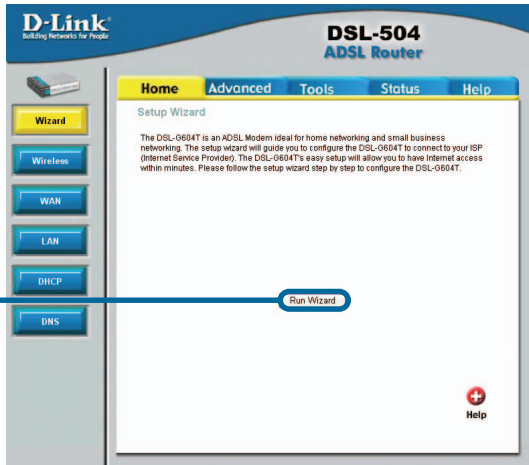 D-Link
Building Networks for People
DSL-504
ADSL Router
Home
Advanced
Tools
Status
Help
Wizard
Wireless
WAN
LAN
DHCP
DNS
Setup Wizard
The DSL-G604T is an ADSL Modem ideal for home networking and small business
networking. The setup wizard will guide you to configure the DSL-G604T to connect to your ISP
(Internet Service Provider). The DSL-G604T's easy setup will allow you to have Internet access
within minutes. Please follow the setup wizard step by step to configure the DSL-G604T.
Run Wizard
Help